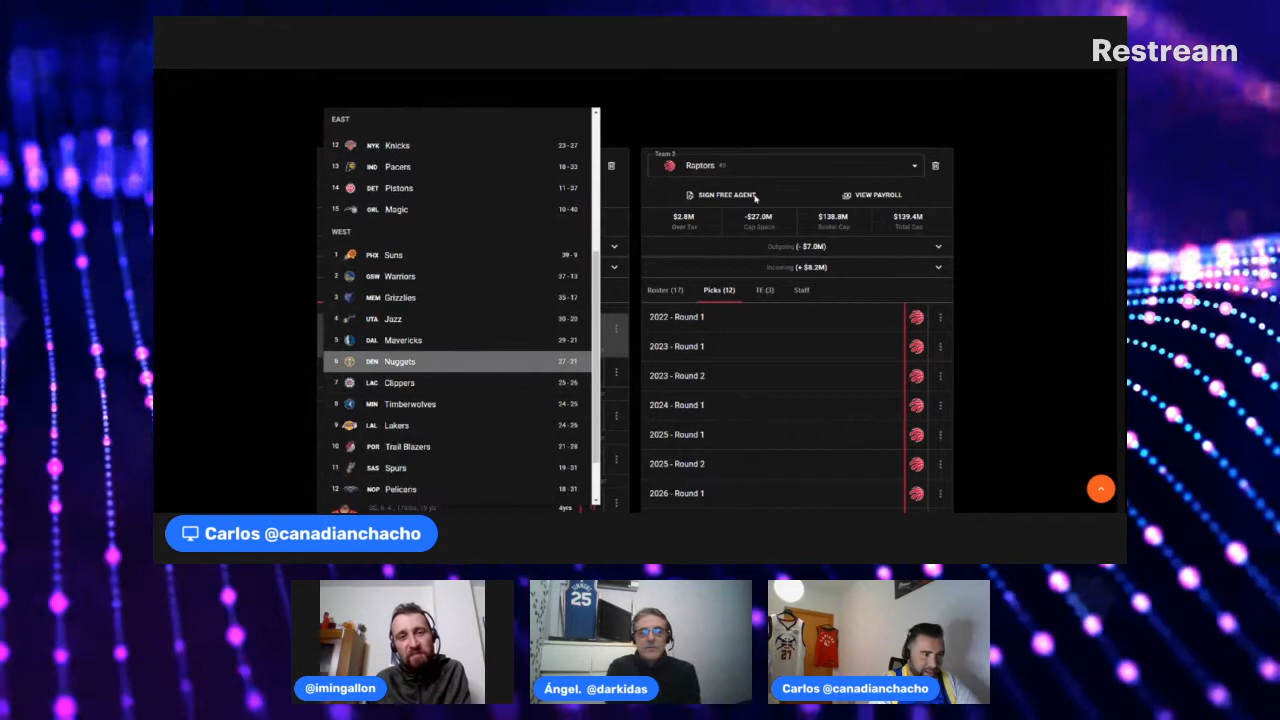 Restream
EAST
12 NYK Knicks 23 - 27
13 IND Pacers 18 - 33
14 DET Pistons 11 - 37
15 ORL Magic 10 - 40
WEST
1 PHX Suns 39 - 9
2 GSW Warriors 37 - 13
3 MEM Grizzlies 35 - 17
4 UTA Jazz 30 - 20
5 DAL Mavericks 29 - 21
6 DEN Nuggets 27 - 21
7 LAC Clippers 25 - 26
8 MIN Timberwolves 24 - 25
9 LAL Lakers 24 - 26
10 POR Trail Blazers 21 - 28
11 SAS Spurs 19 - 31
12 NOP Pelicans 18 - 31
4yrs
Team 2
Raptors #9
SIGN FREE AGENT
VIEW PAYROLL
$2.8M -$27.0M $138.8M $139.4M
Over Tax Cap Space Roster Cap Total Cap
Outgoing (- $7.0M)
Incoming (+ $8.2M)
Roster (17) Picks (12) TE (3) Staff
2022 - Round 1
2023 - Round 1
2023 - Round 2
2024 - Round 1
2025 - Round 1
2025 - Round 2
2026 - Round 1
Carlos @canadianchacho
25
21
@imingallon
Ángel. @darkidas
Carlos @canadianchacho